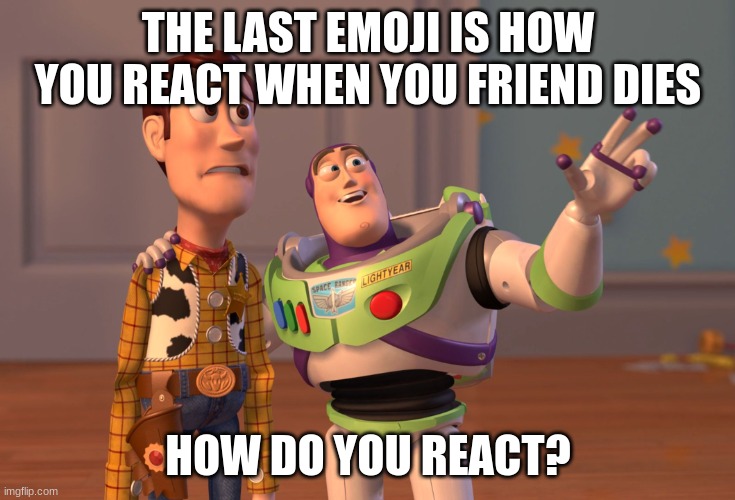 THE LAST EMOJI IS HOW
YOU REACT WHEN YOU FRIEND DIES
SPACE RANGER
LIGHTYEAR
HOW DO YOU REACT?
imgflip.com